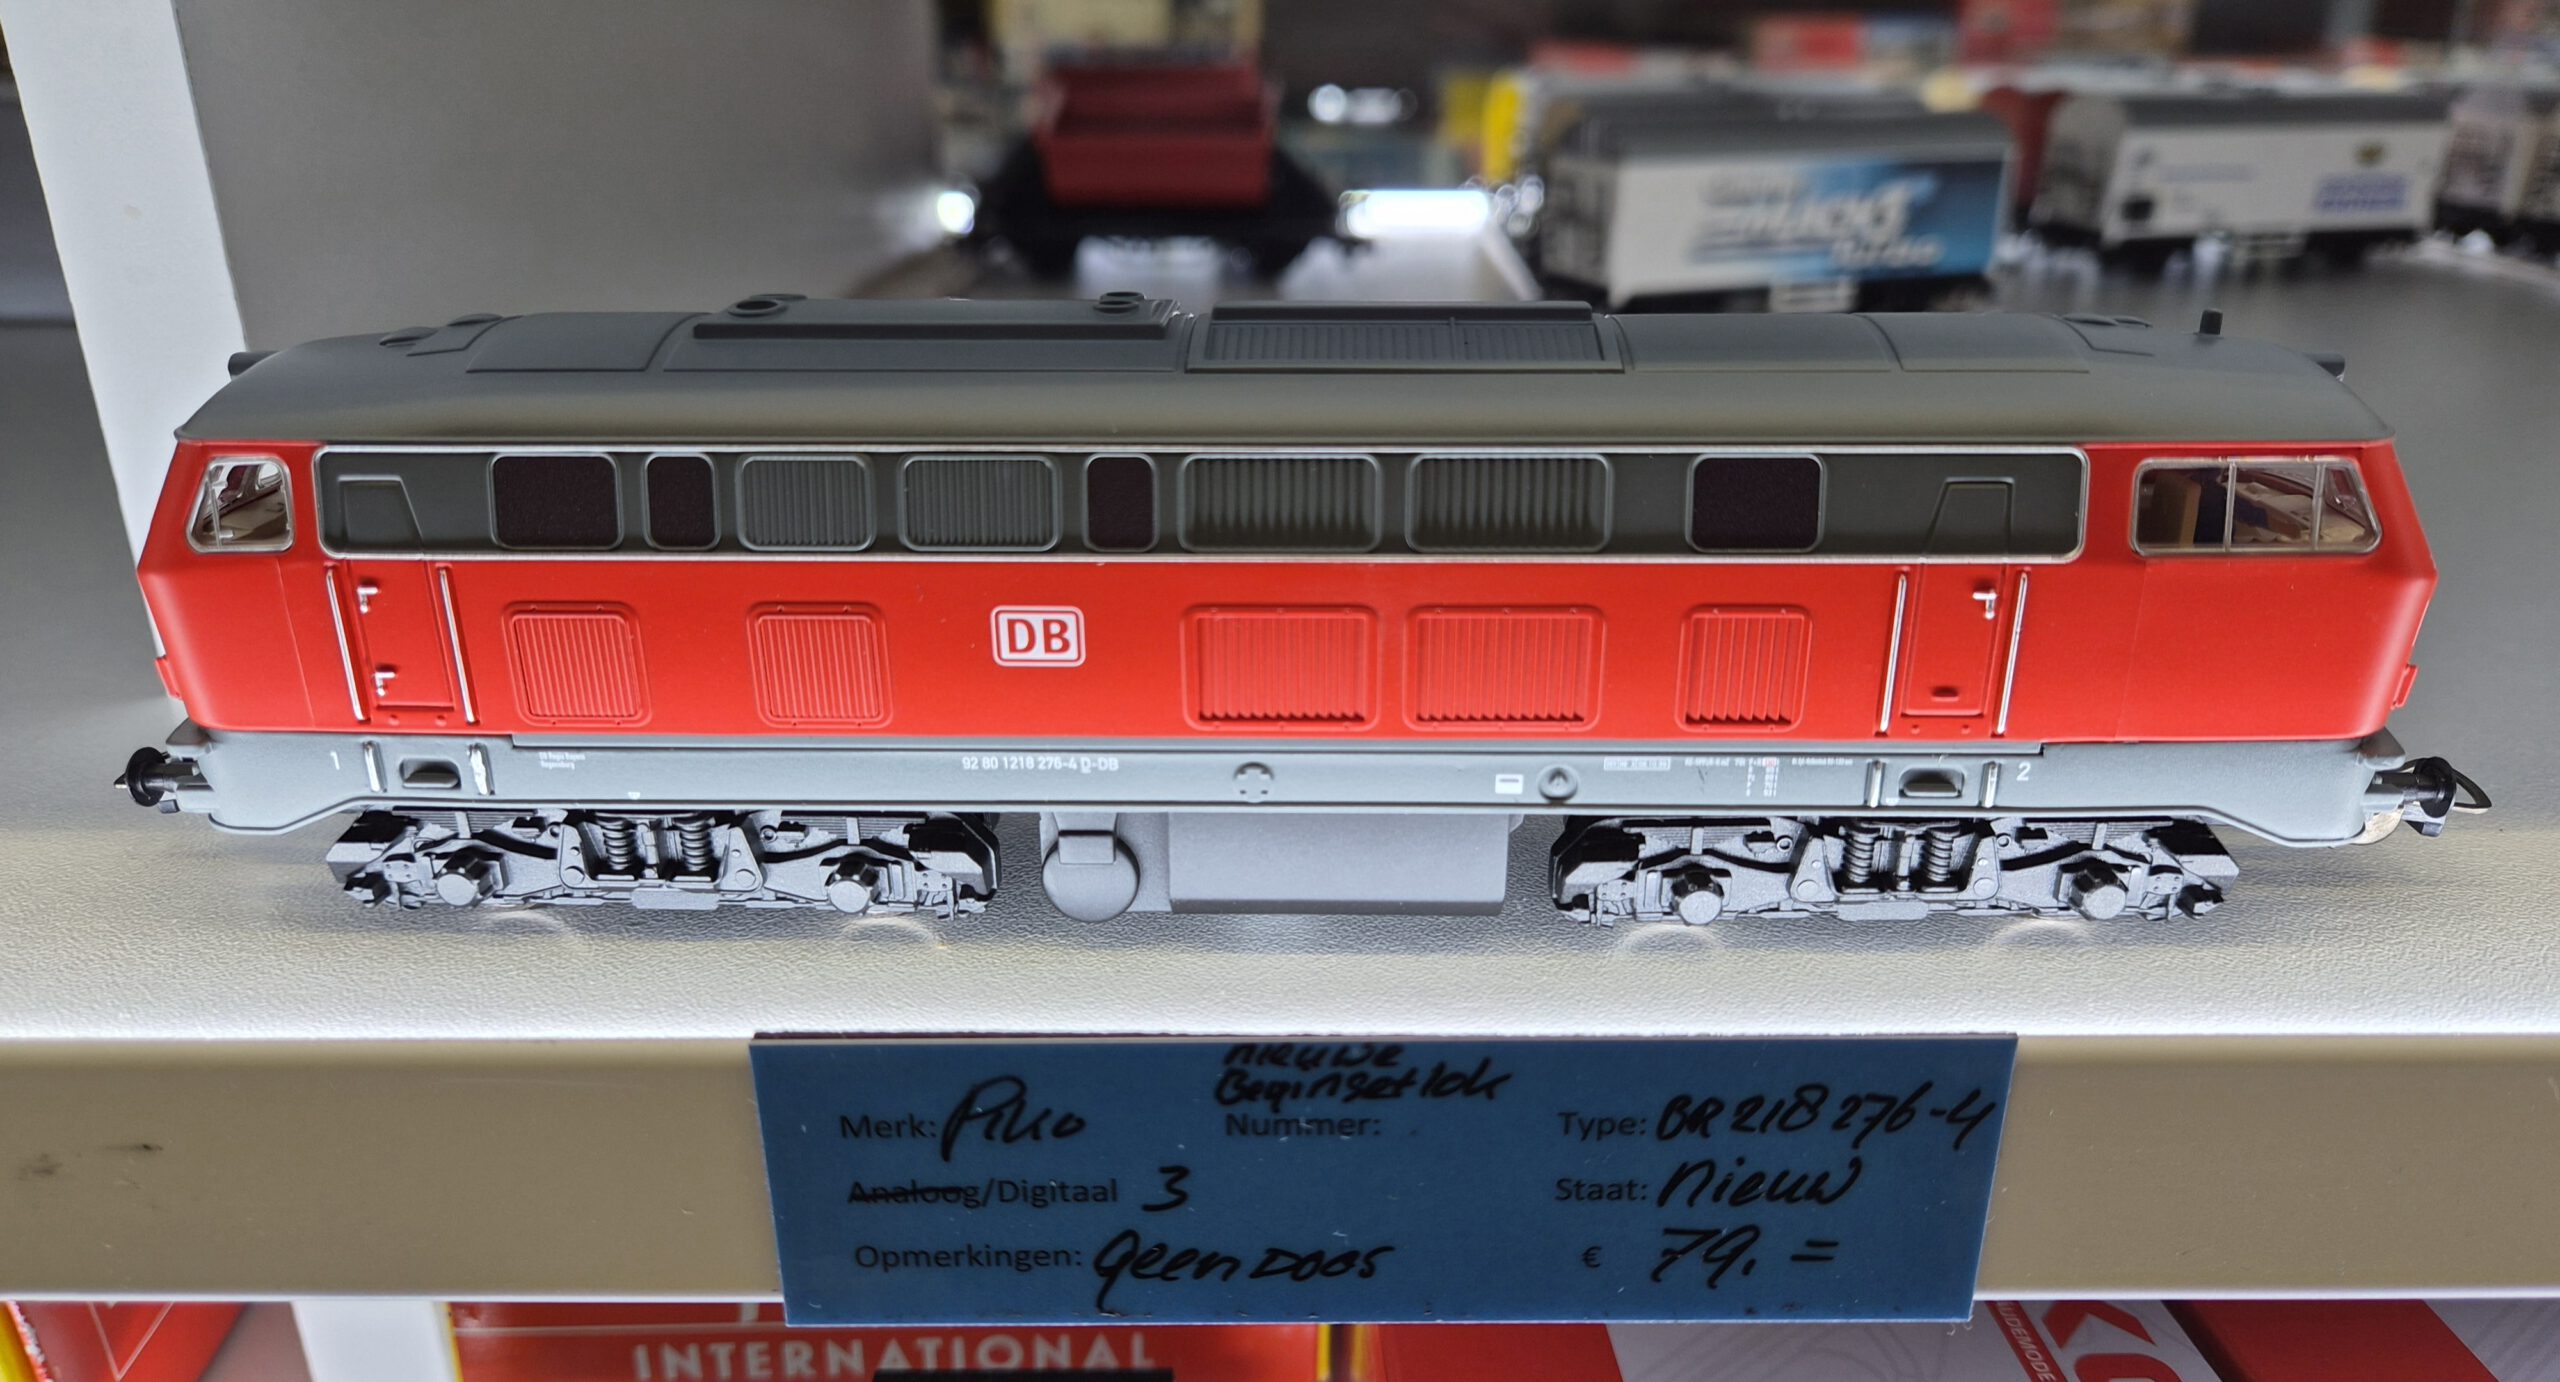 DB
1
92 80 1218 276-4 D-DB
2
nieuwe
Beginset lok
Merk: Piko
Nummer:
Type: BR 218 276-4
Analoog/Digitaal 3
Staat: nieuw
Opmerkingen: geen DOOS
€ 79,=
INTERNATIONAL